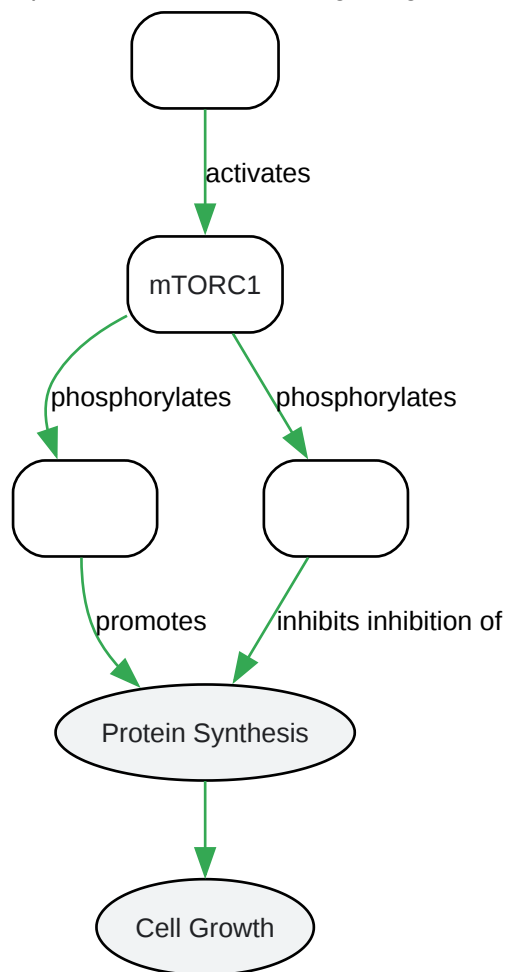 activates
mTORC1
phosphorylates phosphorylates
promotes inhibits inhibition of
Protein Synthesis
Cell Growth